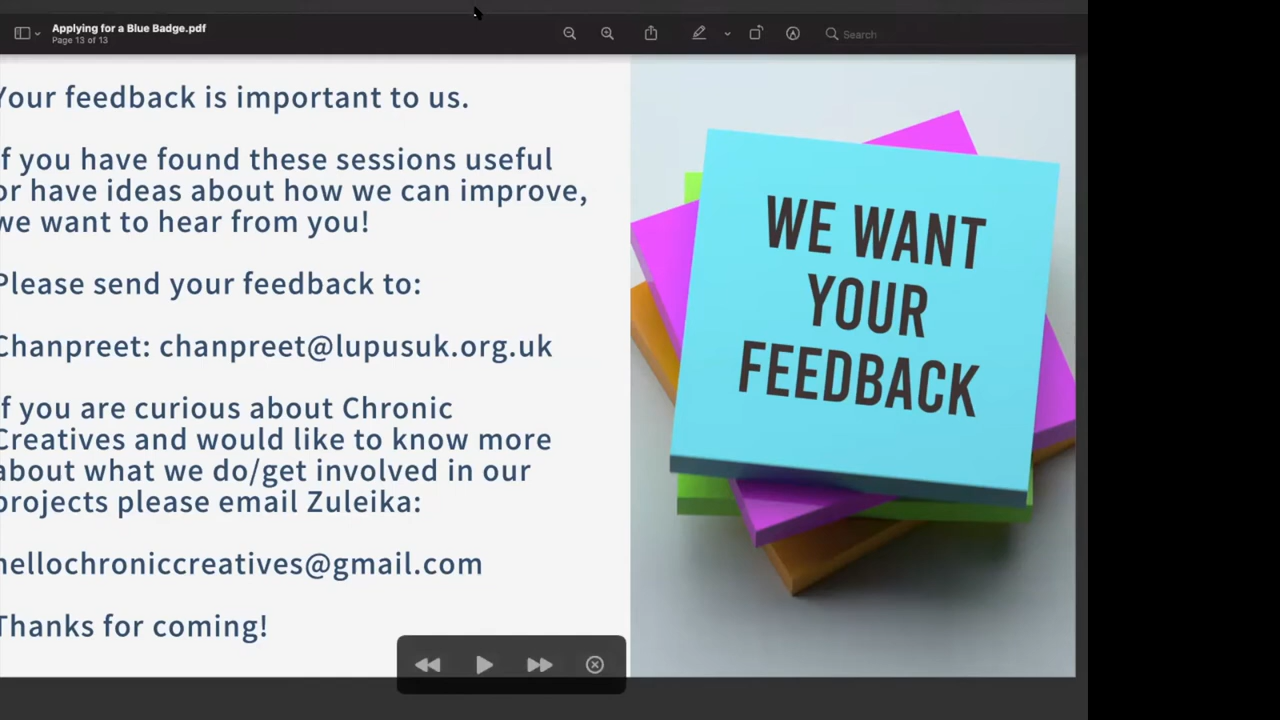 Applying for a Blue Badge.pdf
Page 13 of 13
Search
Your feedback is important to us.
If you have found these sessions useful
or have ideas about how we can improve,
we want to hear from you!
Please send your feedback to:
Chanpreet: chanpreet@lupusuk.org.uk
If you are curious about Chronic
Creatives and would like to know more
about what we do/get involved in our
projects please email Zuleika:
hellochroniccreatives@gmail.com
Thanks for coming!
WE WANT
YOUR
FEEDBACK